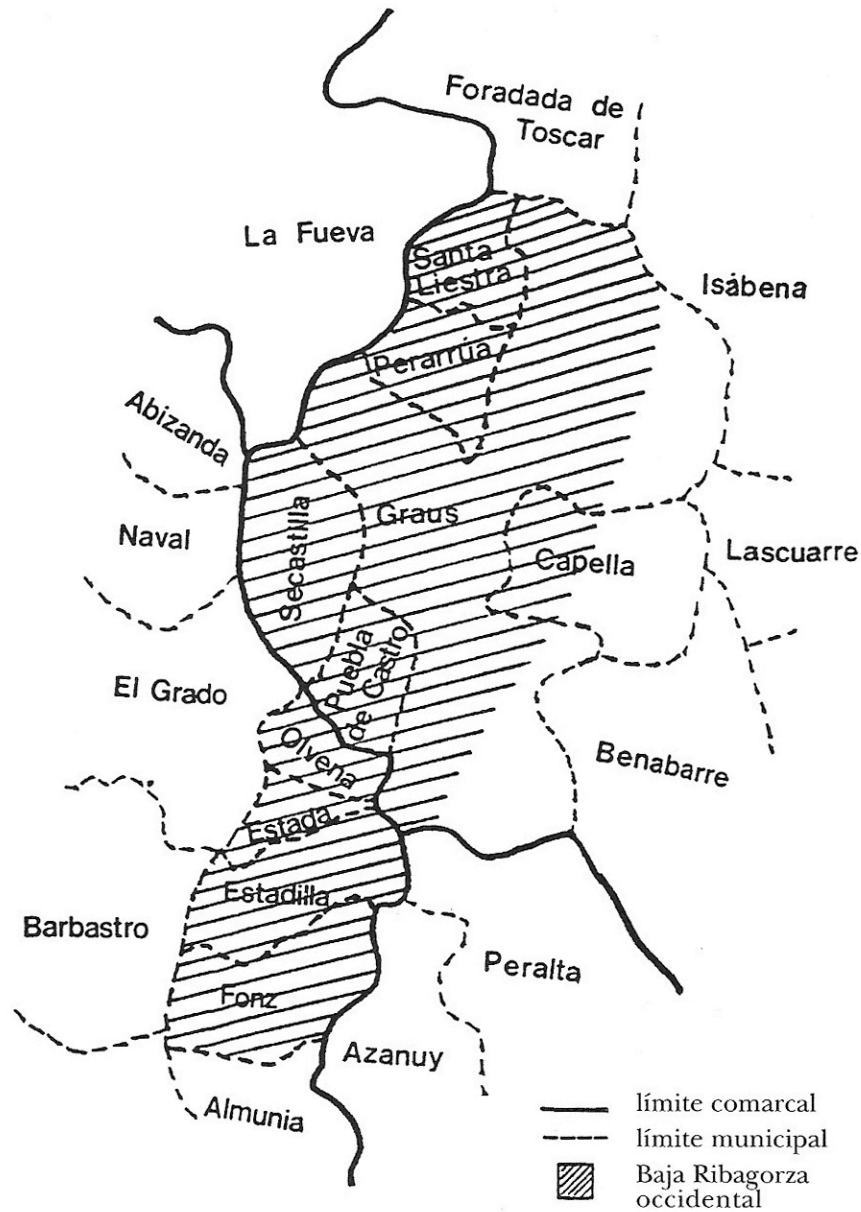 Foradada de
Toscar
La Fueva
Santa
Liestra
Isábena
Perarrúa
Abizanda
Naval
Secastilla
Graus
Capella
Lascuarre
El Grado
Puebla
de Castro
Olvena
Benabarre
Estada
Estadilla
Barbastro
Peralta
Fonz
Azanuy
Almunia
límite comarcal
límite municipal
Baja Ribagorza
occidental